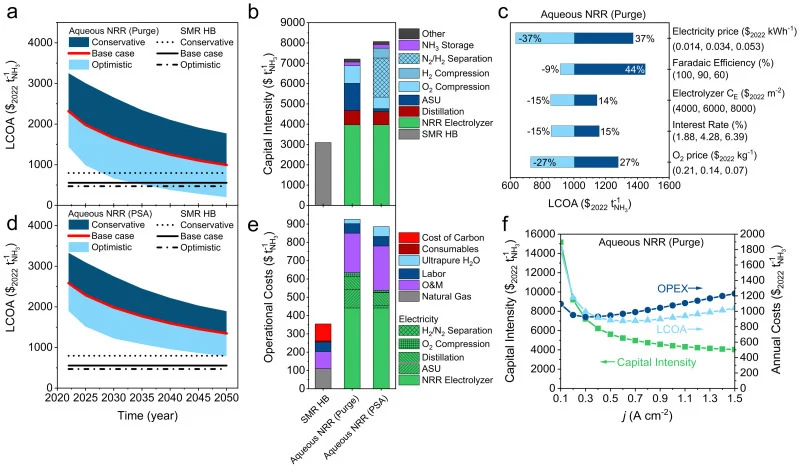 a
Aqueous NRR (Purge) SMR HB
Conservative Conservative
Base case Base case
Optimistic Optimistic
LCOA ($2022 t-1NH3)
4000
3000
2000
1000
0
d
Aqueous NRR (PSA) SMR HB
Conservative Conservative
Base case Base case
Optimistic Optimistic
LCOA ($2022 t-1NH3)
4000
3000
2000
1000
0
2020 2025 2030 2035 2040 2045 2050
Time (year)
b
Capital Intensity ($ t-1NH3)
9000
8000
7000
6000
5000
4000
3000
2000
1000
0
Other
NH3 Storage
N2/H2 Separation
H2 Compression
O2 Compression
ASU
Distillation
NRR Electrolyzer
SMR HB
e
Operational Costs ($ t-1NH3)
900
800
700
600
500
400
300
200
100
0
SMR HB
Aqueous NRR (Purge)
Aqueous NRR (PSA)
Cost of Carbon
Consumables
Ultrapure H2O
Labor
O&M
Natural Gas
Electricity
H2/N2 Separation
O2 Compression
Distillation
ASU
NRR Electrolyzer
c
Aqueous NRR (Purge)
-37% 37%
Electricity price ($2022 kWh-1)
(0.014, 0.034, 0.053)
-9% 44%
Faradaic Efficiency (%)
(100, 90, 60)
-15% 14%
Electrolyzer CE ($2022 m-2)
(4000, 6000, 8000)
-15% 15%
Interest Rate (%)
(1.88, 4.28, 6.39)
-27% 27%
O2 price ($2022 kg-1)
(0.21, 0.14, 0.07)
600 800 1000 1200 1400 1600
LCOA ($2022 t-1NH3)
f
Aqueous NRR (Purge)
Capital Intensity ($2022 t-1NH3)
16000
14000
12000
10000
8000
6000
4000
2000
0
OPEX
LCOA
Capital Intensity
2000
1800
1600
1400
1200
1000
800
600
400
200
0
Annual Costs ($2022 t-1NH3)
0.1 0.3 0.5 0.7 0.9 1.1 1.3 1.5
j (A cm-2)